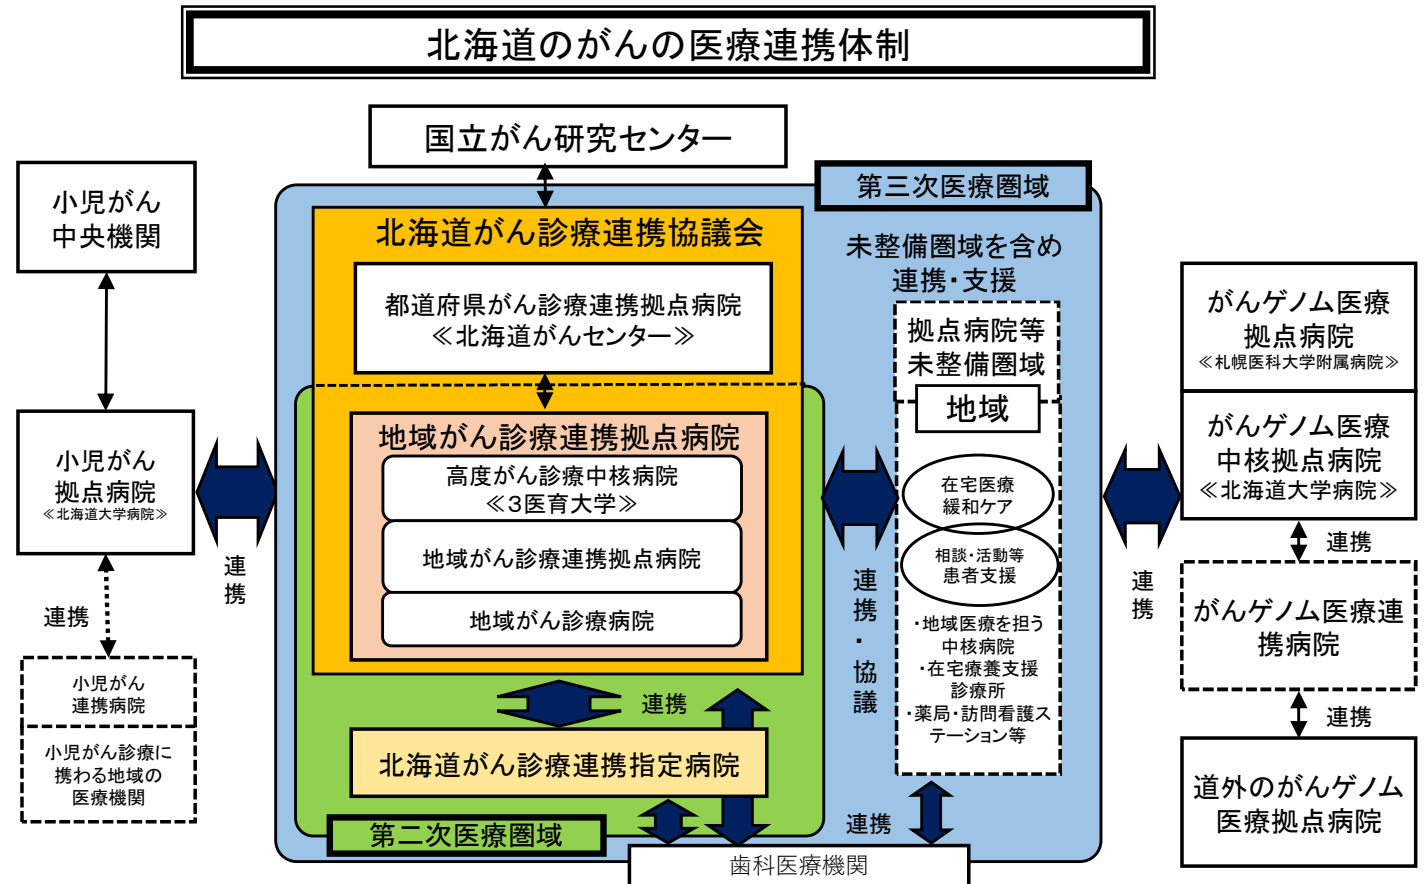 北海道のがんの医療連携体制
国立がん研究センター
第三次医療圏域
小児がん
中央機関
北海道がん診療連携協議会
未整備圏域を含め
連携・支援
都道府県がん診療連携拠点病院
≪北海道がんセンター≫
拠点病院等
未整備圏域
地域
がんゲノム医療
拠点病院
≪札幌医科大学附属病院≫
がんゲノム医療
中核拠点病院
≪北海道大学病院≫
小児がん
拠点病院
≪北海道大学病院≫
地域がん診療連携拠点病院
高度がん診療中核病院
≪3医育大学≫
地域がん診療連携拠点病院
地域がん診療病院
在宅医療
緩和ケア
相談・活動等
患者支援
・地域医療を担う
中核病院
・在宅療養支援
診療所
・薬局・訪問看護ス
テーション等
連携
連携・協議
連携
連携
がんゲノム医療連
携病院
連携
道外のがんゲノム
医療拠点病院
連携
小児がん
連携病院
小児がん診療に
携わる地域の
医療機関
連携
北海道がん診療連携指定病院
第二次医療圏域
連携
歯科医療機関